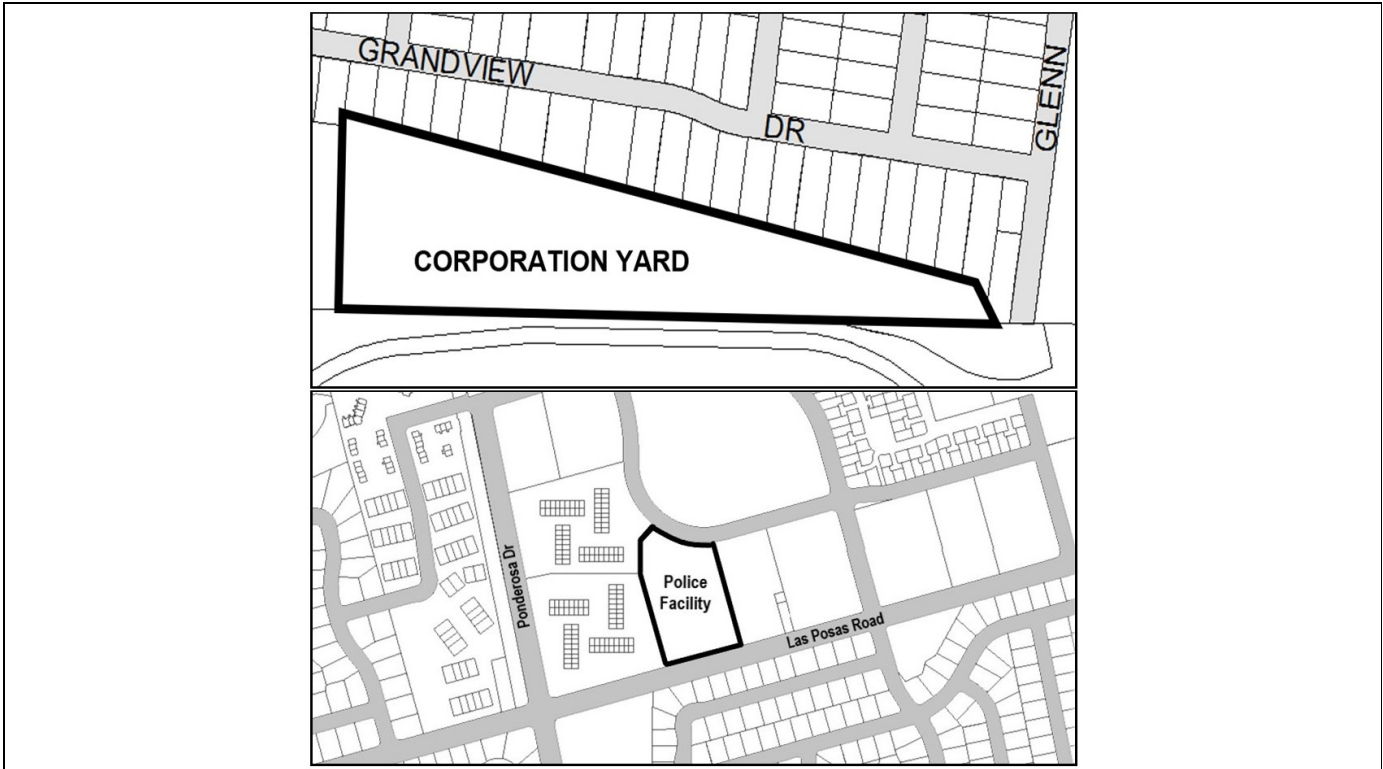 GRANDVIEW
DR
GLENN
CORPORATION YARD
Ponderosa Dr
Police
Facility
Las Posas Road